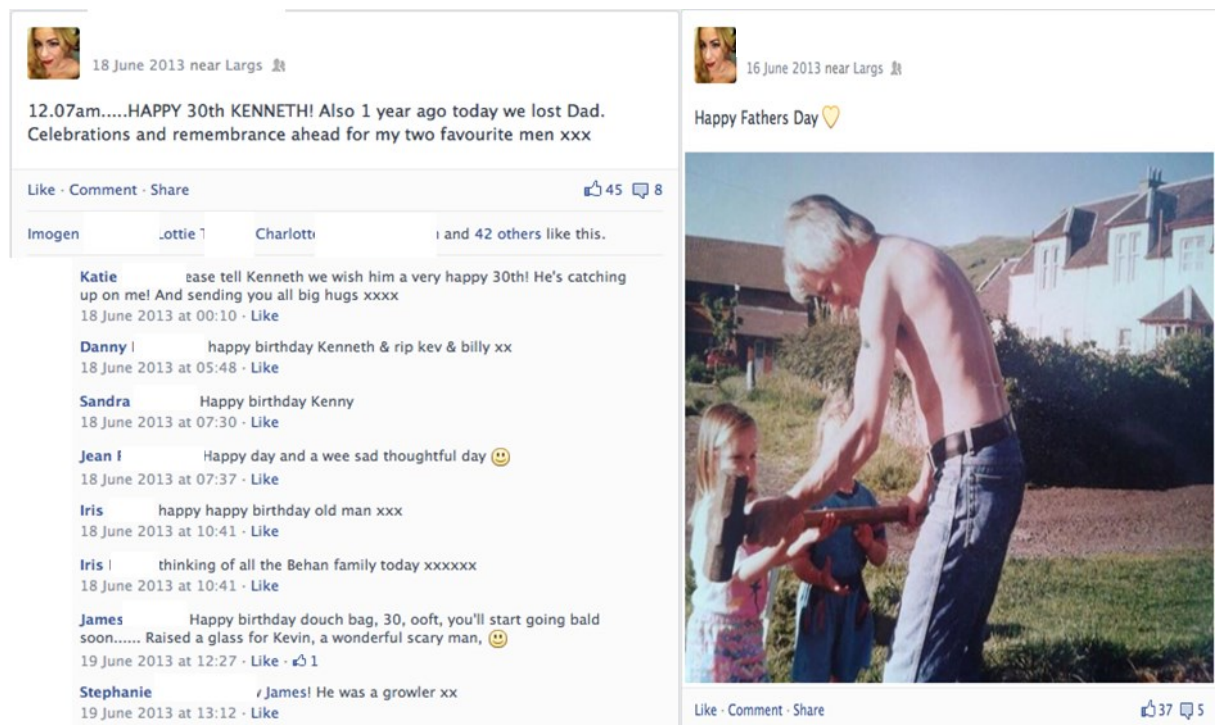 18 June 2013 near Largs
12.07am.....HAPPY 30th KENNETH! Also 1 year ago today we lost Dad.
Celebrations and remembrance ahead for my two favourite men xxx
Like · Comment · Share
45 8
Imogen Charlotte and 42 others like this.
Katie tell Kenneth we wish him a very happy 30th! He's catching
up on me! And sending you all big hugs xxxx
18 June 2013 at 00:10 · Like
Danny happy birthday Kenneth & rip kev & billy xx
18 June 2013 at 05:48 · Like
Sandra Happy birthday Kenny
18 June 2013 at 07:30 · Like
Jean Happy day and a wee sad thoughtful day
18 June 2013 at 07:37 · Like
Iris happy happy birthday old man xxx
18 June 2013 at 10:41 · Like
Iris thinking of all the Behan family today xxxxxx
18 June 2013 at 10:41 · Like
James Happy birthday douch bag, 30, ooft, you'll start going bald
soon...... Raised a glass for Kevin, a wonderful scary man,
19 June 2013 at 12:27 · Like · 1
Stephanie James! He was a growler xx
19 June 2013 at 13:12 · Like
16 June 2013 near Largs
Happy Fathers Day
Like · Comment · Share
37 5